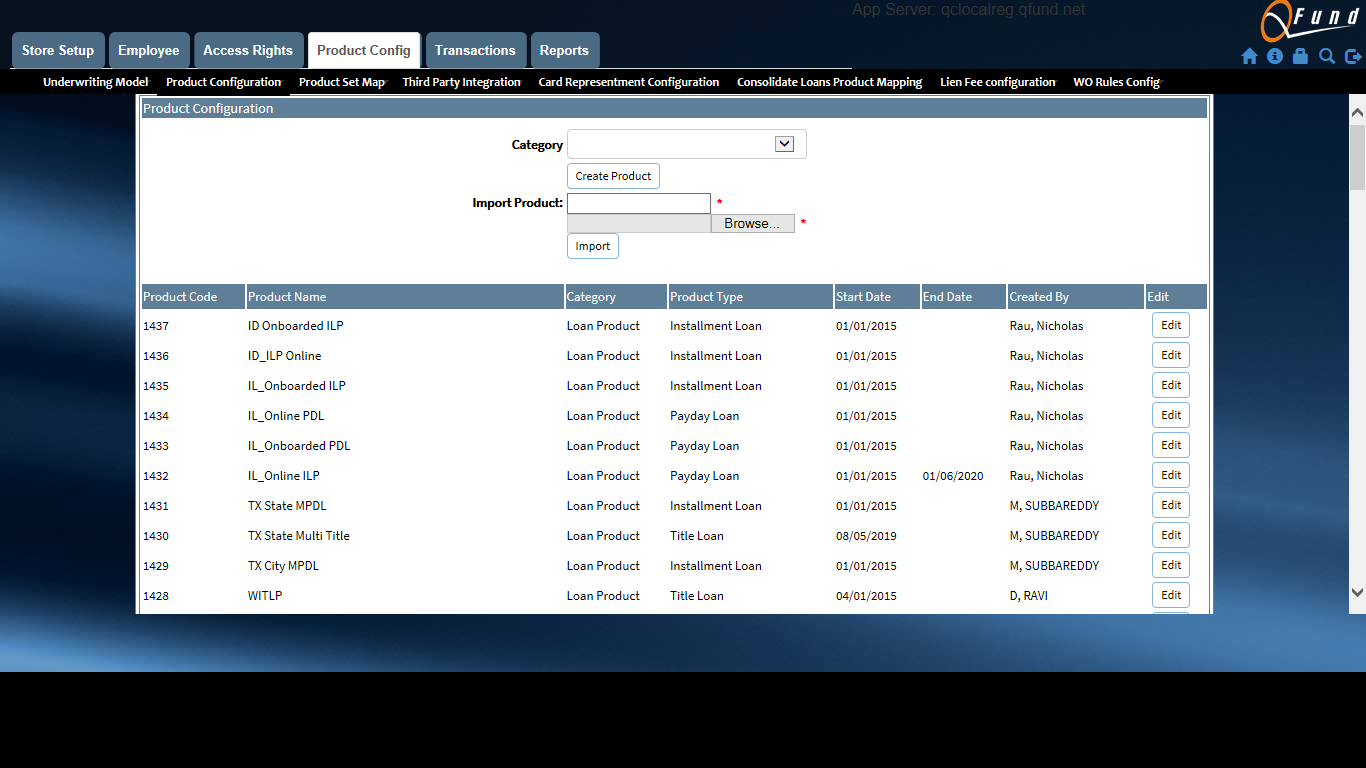 App Server: qclocalreg.qfund.net
QFund
Store Setup Employee Access Rights Product Config Transactions Reports
Underwriting Model Product Configuration Product Set Map Third Party Integration Card Representment Configuration Consolidate Loans Product Mapping Lien Fee configuration WO Rules Config
Product Configuration
Category
Create Product
Import Product: *
Browse... *
Import
Product Code Product Name Category Product Type Start Date End Date Created By Edit
1437 ID Onboarded ILP Loan Product Installment Loan 01/01/2015 Rau, Nicholas Edit
1436 ID_ILP Online Loan Product Installment Loan 01/01/2015 Rau, Nicholas Edit
1435 IL_Onboarded ILP Loan Product Installment Loan 01/01/2015 Rau, Nicholas Edit
1434 IL_Online PDL Loan Product Payday Loan 01/01/2015 Rau, Nicholas Edit
1433 IL_Onboarded PDL Loan Product Payday Loan 01/01/2015 Rau, Nicholas Edit
1432 IL_Online ILP Loan Product Payday Loan 01/01/2015 01/06/2020 Rau, Nicholas Edit
1431 TX State MPDL Loan Product Installment Loan 01/01/2015 M, SUBBAREDDY Edit
1430 TX State Multi Title Loan Product Title Loan 08/05/2019 M, SUBBAREDDY Edit
1429 TX City MPDL Loan Product Installment Loan 01/01/2015 M, SUBBAREDDY Edit
1428 WITLP Loan Product Title Loan 04/01/2015 D, RAVI Edit